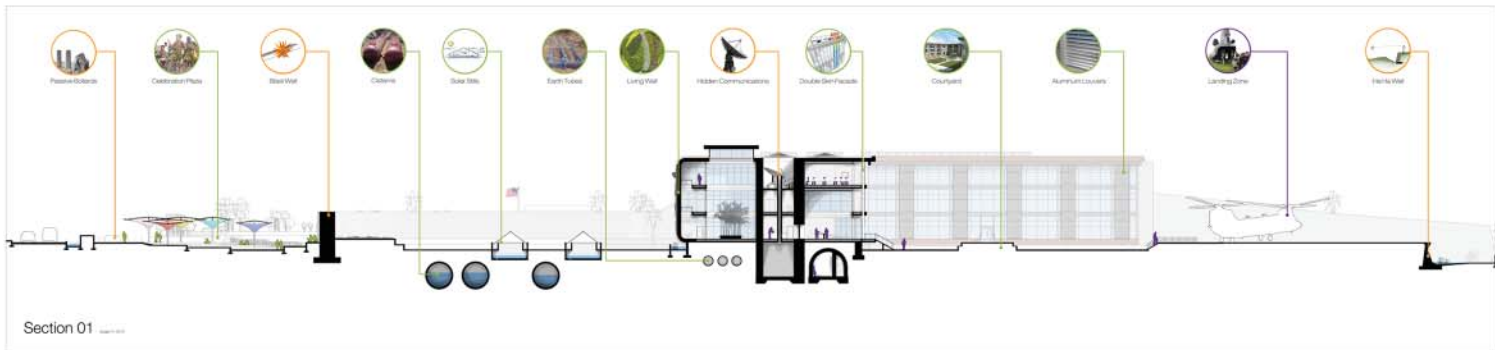 Passive Bollards
Celebration Plaza
Blast Wall
Cisterns
Solar Stills
Earth Tubes
Living Wall
Hidden Communications
Double Skin Facade
Courtyard
Aluminum Louvers
Landing Zone
Ha Ha Wall
Section 01